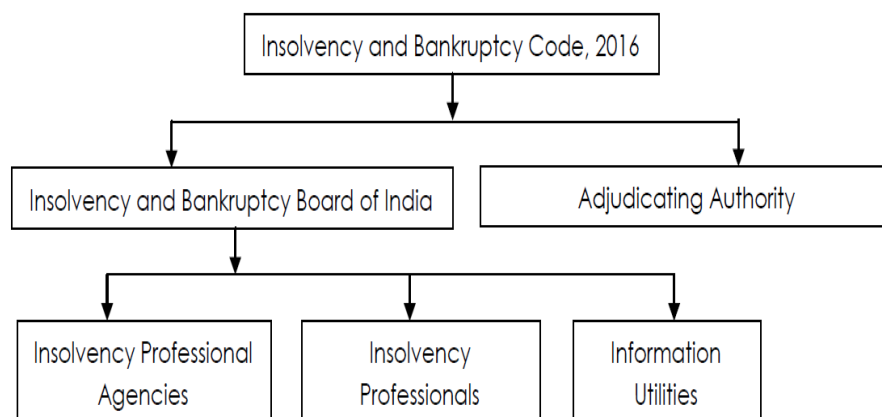 Insolvency and Bankruptcy Code, 2016
Insolvency and Bankruptcy Board of India
Adjudicating Authority
Insolvency Professional
Agencies
Insolvency
Professionals
Information
Utilities